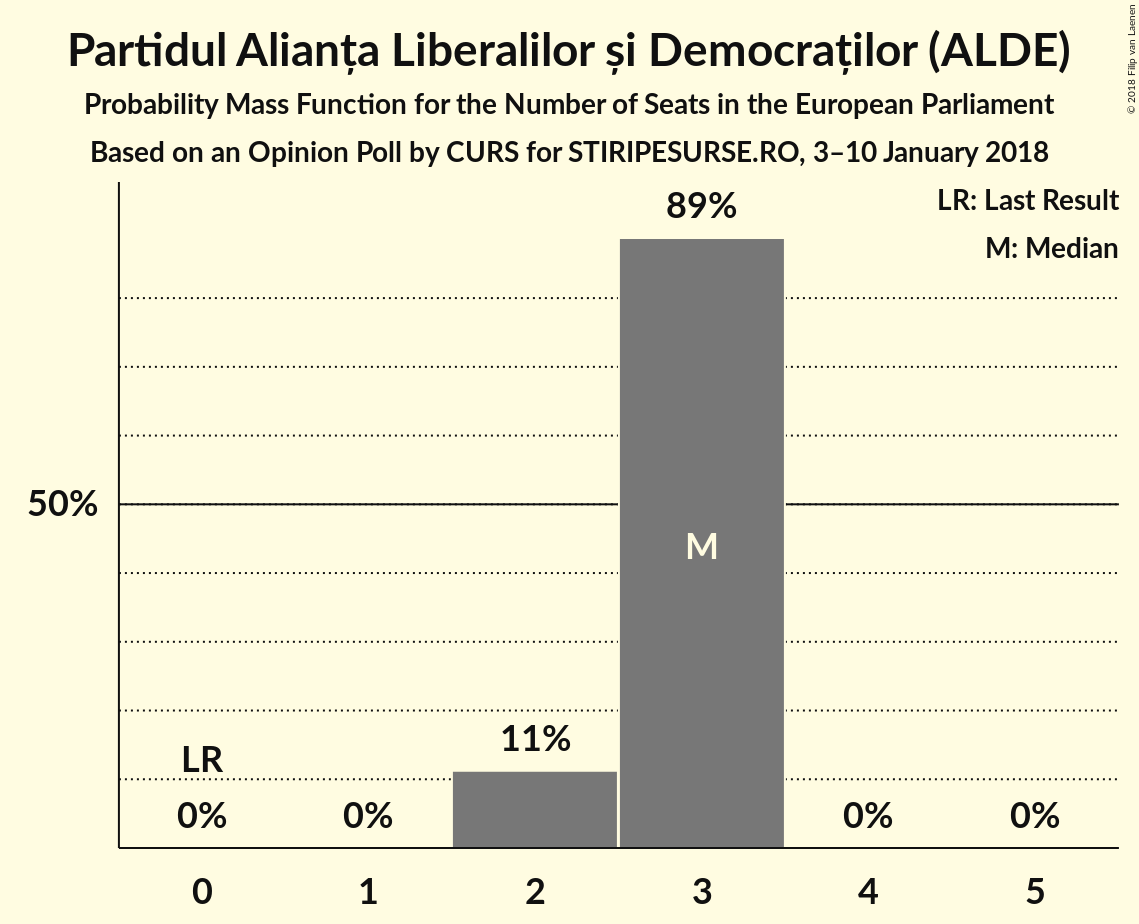 Partidul Alianța Liberalilor și Democraților (ALDE)
Probability Mass Function for the Number of Seats in the European Parliament
Based on an Opinion Poll by CURS for STIRIPESURSE.RO, 3–10 January 2018
© 2018 Filip van Laenen
LR: Last Result
M: Median
89%
50%
M
11%
LR
0%
0%
0%
0%
0
1
2
3
4
5